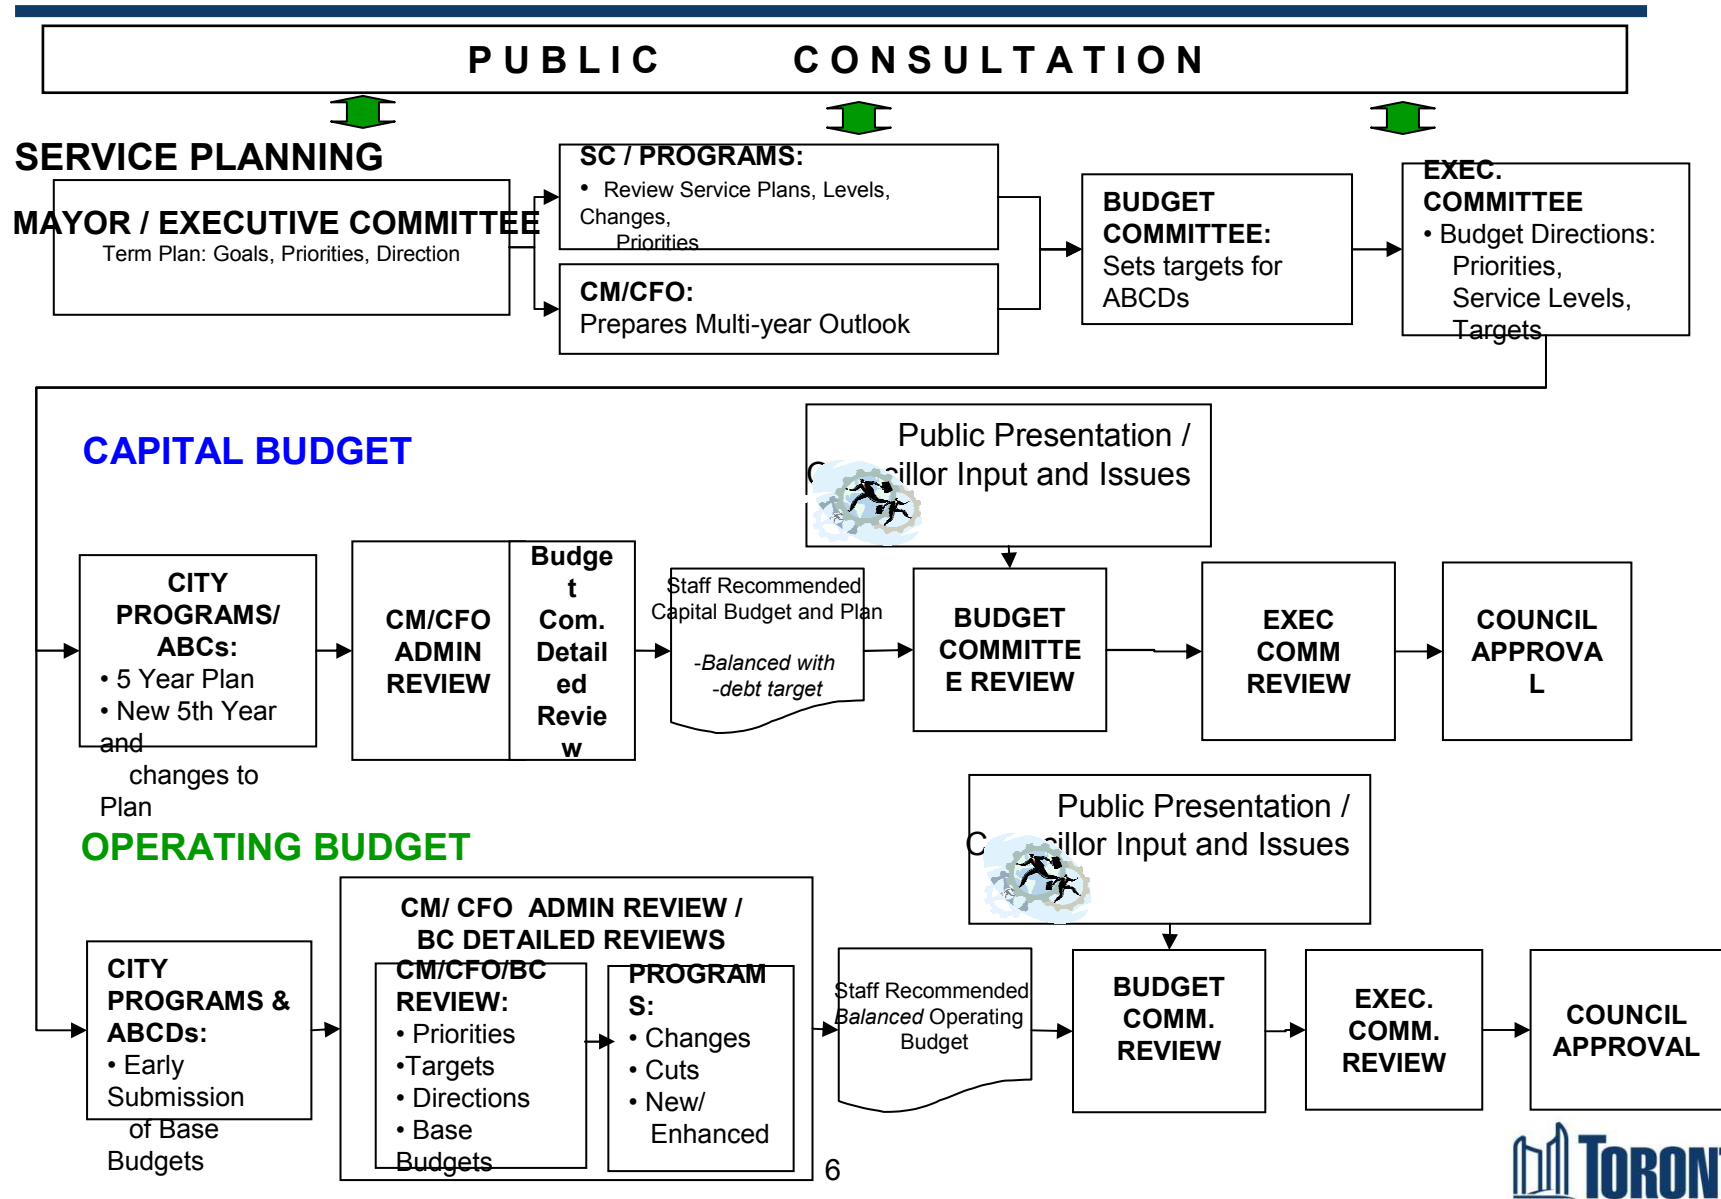 PUBLIC CONSULTATION
SERVICE PLANNING
MAYOR / EXECUTIVE COMMITTEE
Term Plan: Goals, Priorities, Direction
SC / PROGRAMS:
• Review Service Plans, Levels,
Changes,
Priorities
CM/CFO:
Prepares Multi-year Outlook
BUDGET
COMMITTEE:
Sets targets for
ABCDs
EXEC.
COMMITTEE
• Budget Directions:
Priorities,
Service Levels,
Targets
CAPITAL BUDGET
Public Presentation /
Input and Issues
CITY
PROGRAMS/
ABCs:
• 5 Year Plan
• New 5th Year
and
changes to
Plan
CM/CFO
ADMIN
REVIEW
Budge
t
Com.
Detail
ed
Revie
w
Staff Recommended
Capital Budget and Plan
-Balanced with
-debt target
BUDGET
COMMITTE
E REVIEW
EXEC
COMM
REVIEW
COUNCIL
APPROVA
L
OPERATING BUDGET
Public Presentation /
Input and Issues
CITY
PROGRAMS &
ABCDs:
• Early
Submission
of Base
Budgets
CM/ CFO ADMIN REVIEW /
BC DETAILED REVIEWS
CM/CFO/BC
REVIEW:
• Priorities
•Targets
• Directions
• Base
Budgets
PROGRAM
S:
• Changes
• Cuts
• New/
Enhanced
Staff Recommended
Balanced Operating
Budget
BUDGET
COMM.
REVIEW
EXEC.
COMM.
REVIEW
COUNCIL
APPROVAL
6
TORON